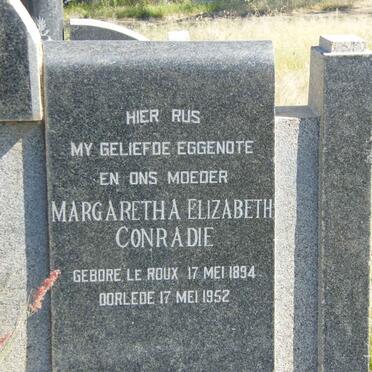 HIER RUS
MY GELIEFDE EGGENOTE
EN ONS MOEDER
MARGARETHA ELIZABETH
CONRADIE
GEBORE LE ROUX 17 MEI 1894
OORLEDE 17 MEI 1952